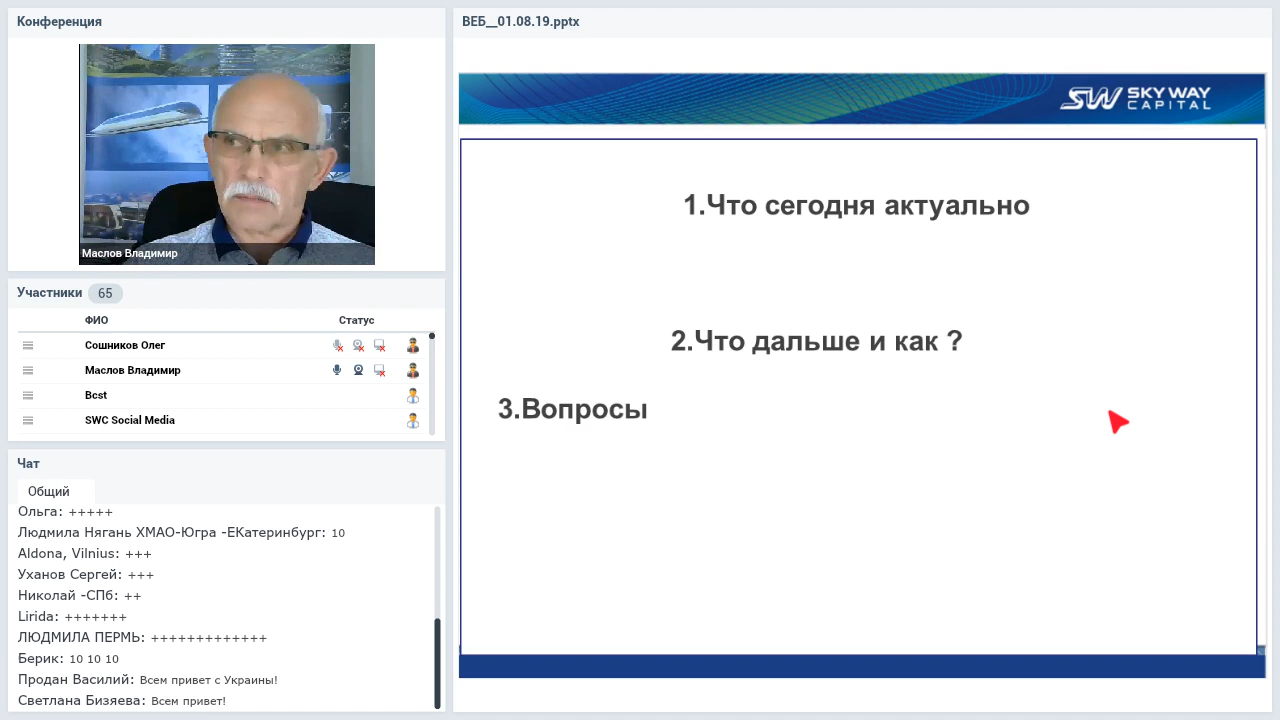 Конференция
Маслов Владимир
Участники 65
ФИО Статус
Сошников Олег
Маслов Владимир
Bcst
SWC Social Media
Чат
Общий
Ольга: +++++
Людмила Нягань ХМАО-Югра -ЕКатеринбург: 10
Aldona, Vilnius: +++
Уханов Сергей: +++
Николай -СПб: ++
Lirida: +++++++
ЛЮДМИЛА ПЕРМЬ: +++++++++++++
Берик: 10 10 10
Продан Василий: Всем привет с Украины!
Светлана Бизяева: Всем привет!
ВЕБ__01.08.19.pptx
SW SKY WAY
CAPITAL
1.Что сегодня актуально
2.Что дальше и как ?
3.Вопросы